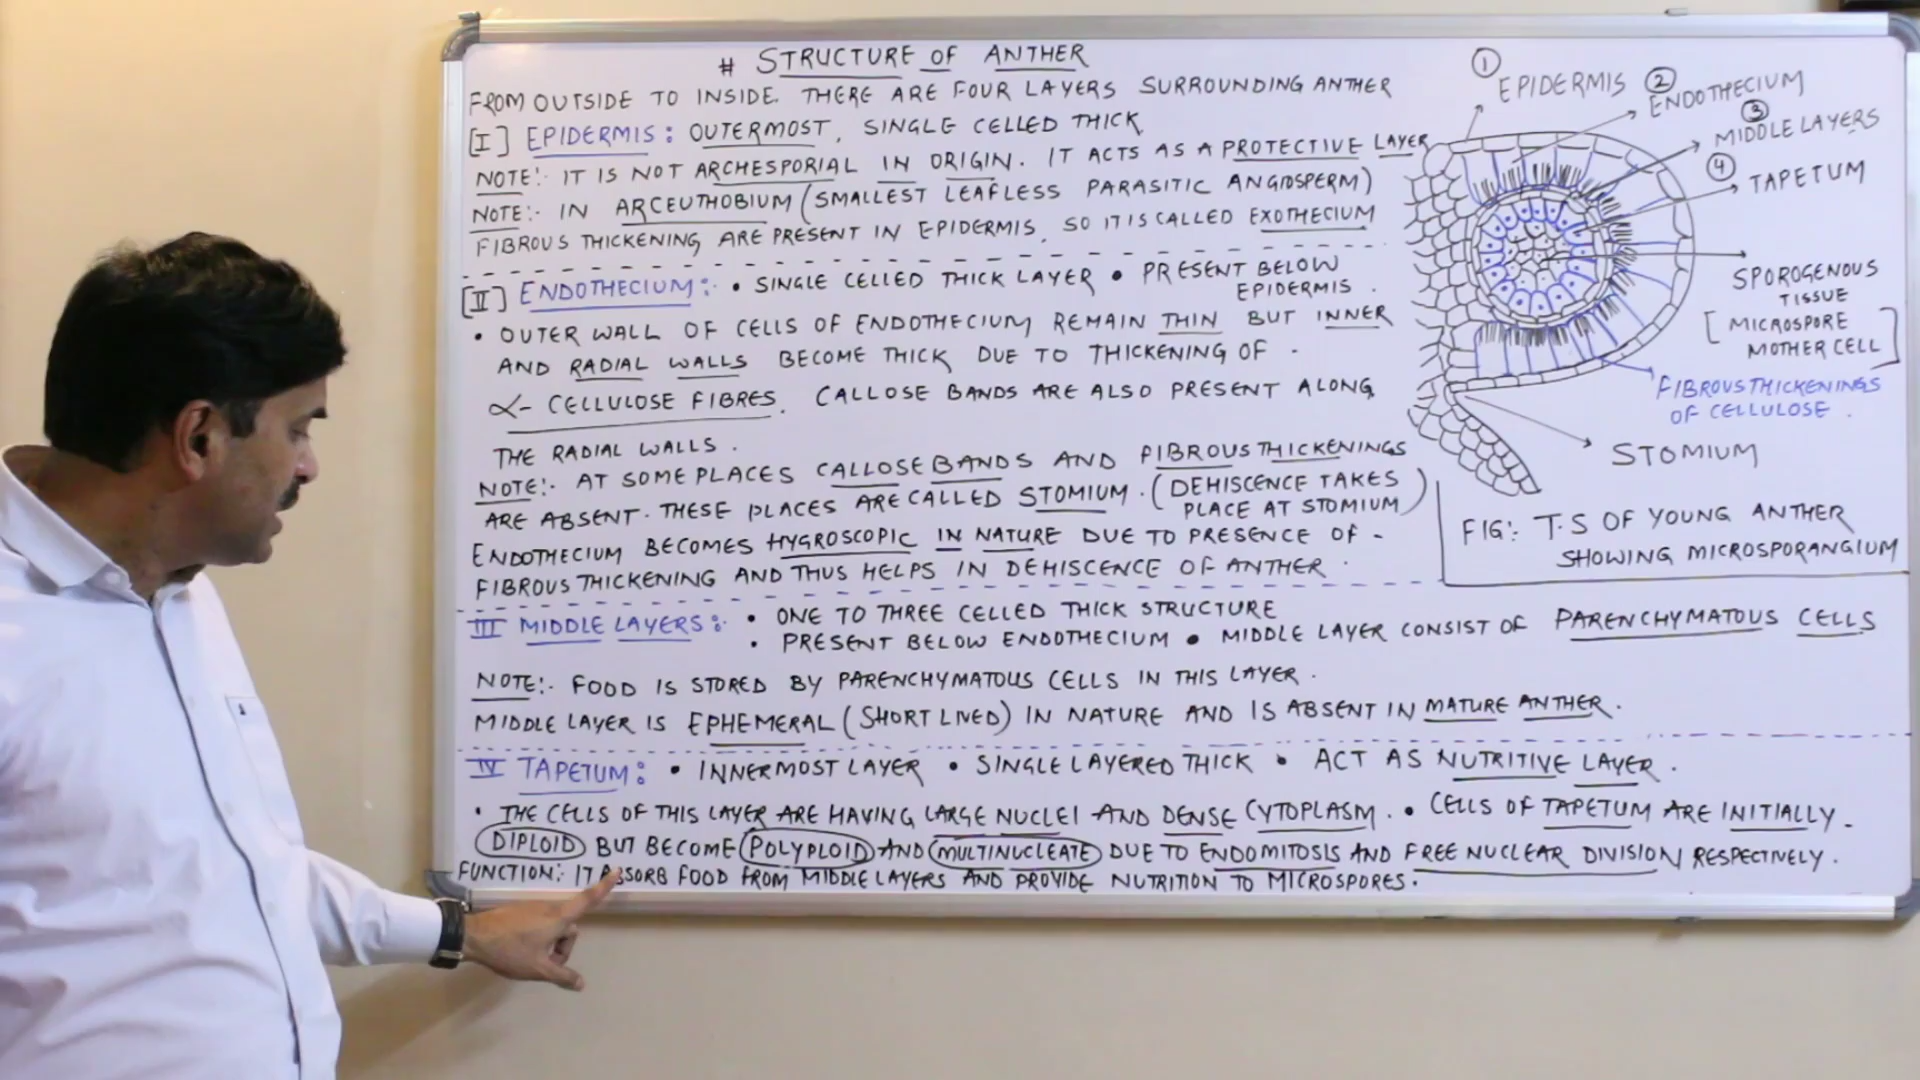 # STRUCTURE OF ANTHER
FROM OUTSIDE TO INSIDE THERE ARE FOUR LAYERS SURROUNDING ANTHER
[I] EPIDERMIS: OUTERMOST, SINGLE CELLED THICK
NOTE:- IT IS NOT ARCHESPORIAL IN ORIGIN. IT ACTS AS A PROTECTIVE LAYER
NOTE:- IN ARCEUTHOBIUM (SMALLEST LEAFLESS PARASITIC ANGIOSPERM)
FIBROUS THICKENING ARE PRESENT IN EPIDERMIS, SO IT IS CALLED EXOTHECIUM
[II] ENDOTHECIUM:- • SINGLE CELLED THICK LAYER • PRESENT BELOW
EPIDERMIS.
• OUTER WALL OF CELLS OF ENDOTHECIUM REMAIN THIN BUT INNER
AND RADIAL WALLS BECOME THICK DUE TO THICKENING OF -
α- CELLULOSE FIBRES. CALLOSE BANDS ARE ALSO PRESENT ALONG
THE RADIAL WALLS.
NOTE:- AT SOME PLACES CALLOSE BANDS AND FIBROUS THICKENINGS
ARE ABSENT. THESE PLACES ARE CALLED STOMIUM. (DEHISCENCE TAKES
PLACE AT STOMIUM)
ENDOTHECIUM BECOMES HYGROSCOPIC IN NATURE DUE TO PRESENCE OF -
FIBROUS THICKENING AND THUS HELPS IN DEHISCENCE OF ANTHER.
III MIDDLE LAYERS:- • ONE TO THREE CELLED THICK STRUCTURE
• PRESENT BELOW ENDOTHECIUM • MIDDLE LAYER CONSIST OF PARENCHYMATOUS CELLS
NOTE:- FOOD IS STORED BY PARENCHYMATOUS CELLS IN THIS LAYER.
MIDDLE LAYER IS EPHEMERAL (SHORT LIVED) IN NATURE AND IS ABSENT IN MATURE ANTHER.
IV TAPETUM: • INNERMOST LAYER • SINGLE LAYERED THICK • ACT AS NUTRITIVE LAYER.
• THE CELLS OF THIS LAYER ARE HAVING LARGE NUCLEI AND DENSE CYTOPLASM. • CELLS OF TAPETUM ARE INITIALLY -
DIPLOID BUT BECOME POLYPLOID AND MULTINUCLEATE DUE TO ENDOMITOSIS AND FREE NUCLEAR DIVISION RESPECTIVELY.
FUNCTION:- IT ABSORB FOOD FROM MIDDLE LAYERS AND PROVIDE NUTRITION TO MICROSPORES.
① EPIDERMIS
② ENDOTHECIUM
③ MIDDLE LAYERS
④ TAPETUM
SPOROGENOUS
TISSUE
[MICROSPORE
MOTHER CELL]
FIBROUS THICKENINGS
OF CELLULOSE.
STOMIUM
FIG:- T.S OF YOUNG ANTHER
SHOWING MICROSPORANGIUM